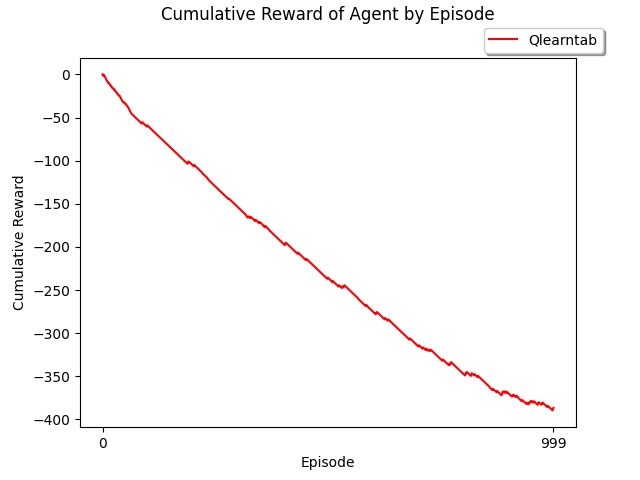 Cumulative Reward of Agent by Episode
Qlearntab
0
−50
−100
−150
−200
−250
−300
−350
−400
Cumulative Reward
0
999
Episode